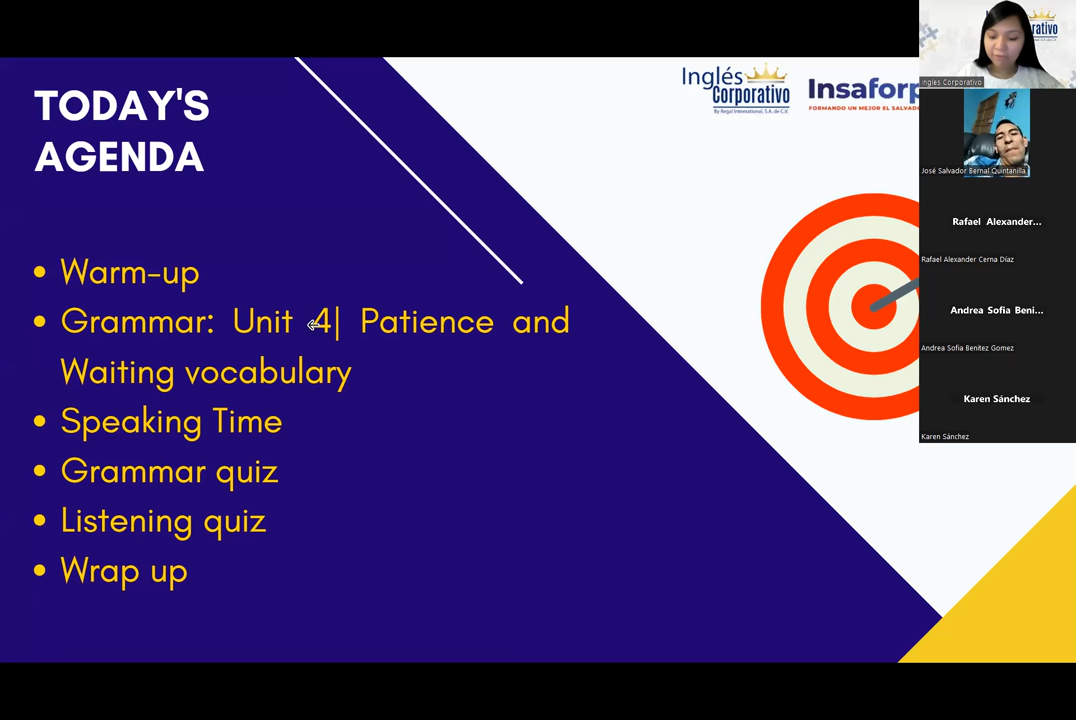 TODAY'S
AGENDA
Warm-up
Grammar: Unit 4| Patience and
Waiting vocabulary
Speaking Time
Grammar quiz
Listening quiz
Wrap up
Inglés
Corporativo
By Regal International, S.A. de C.V.
Insaforp
FORMANDO UN MEJOR EL SALVADO
rativo
Inglés Corporativo
José Salvador Bernal Quintanilla
Rafael Alexander...
Rafael Alexander Cerna Díaz
Andrea Sofia Beni...
Andrea Sofia Benitez Gomez
Karen Sánchez
Karen Sánchez